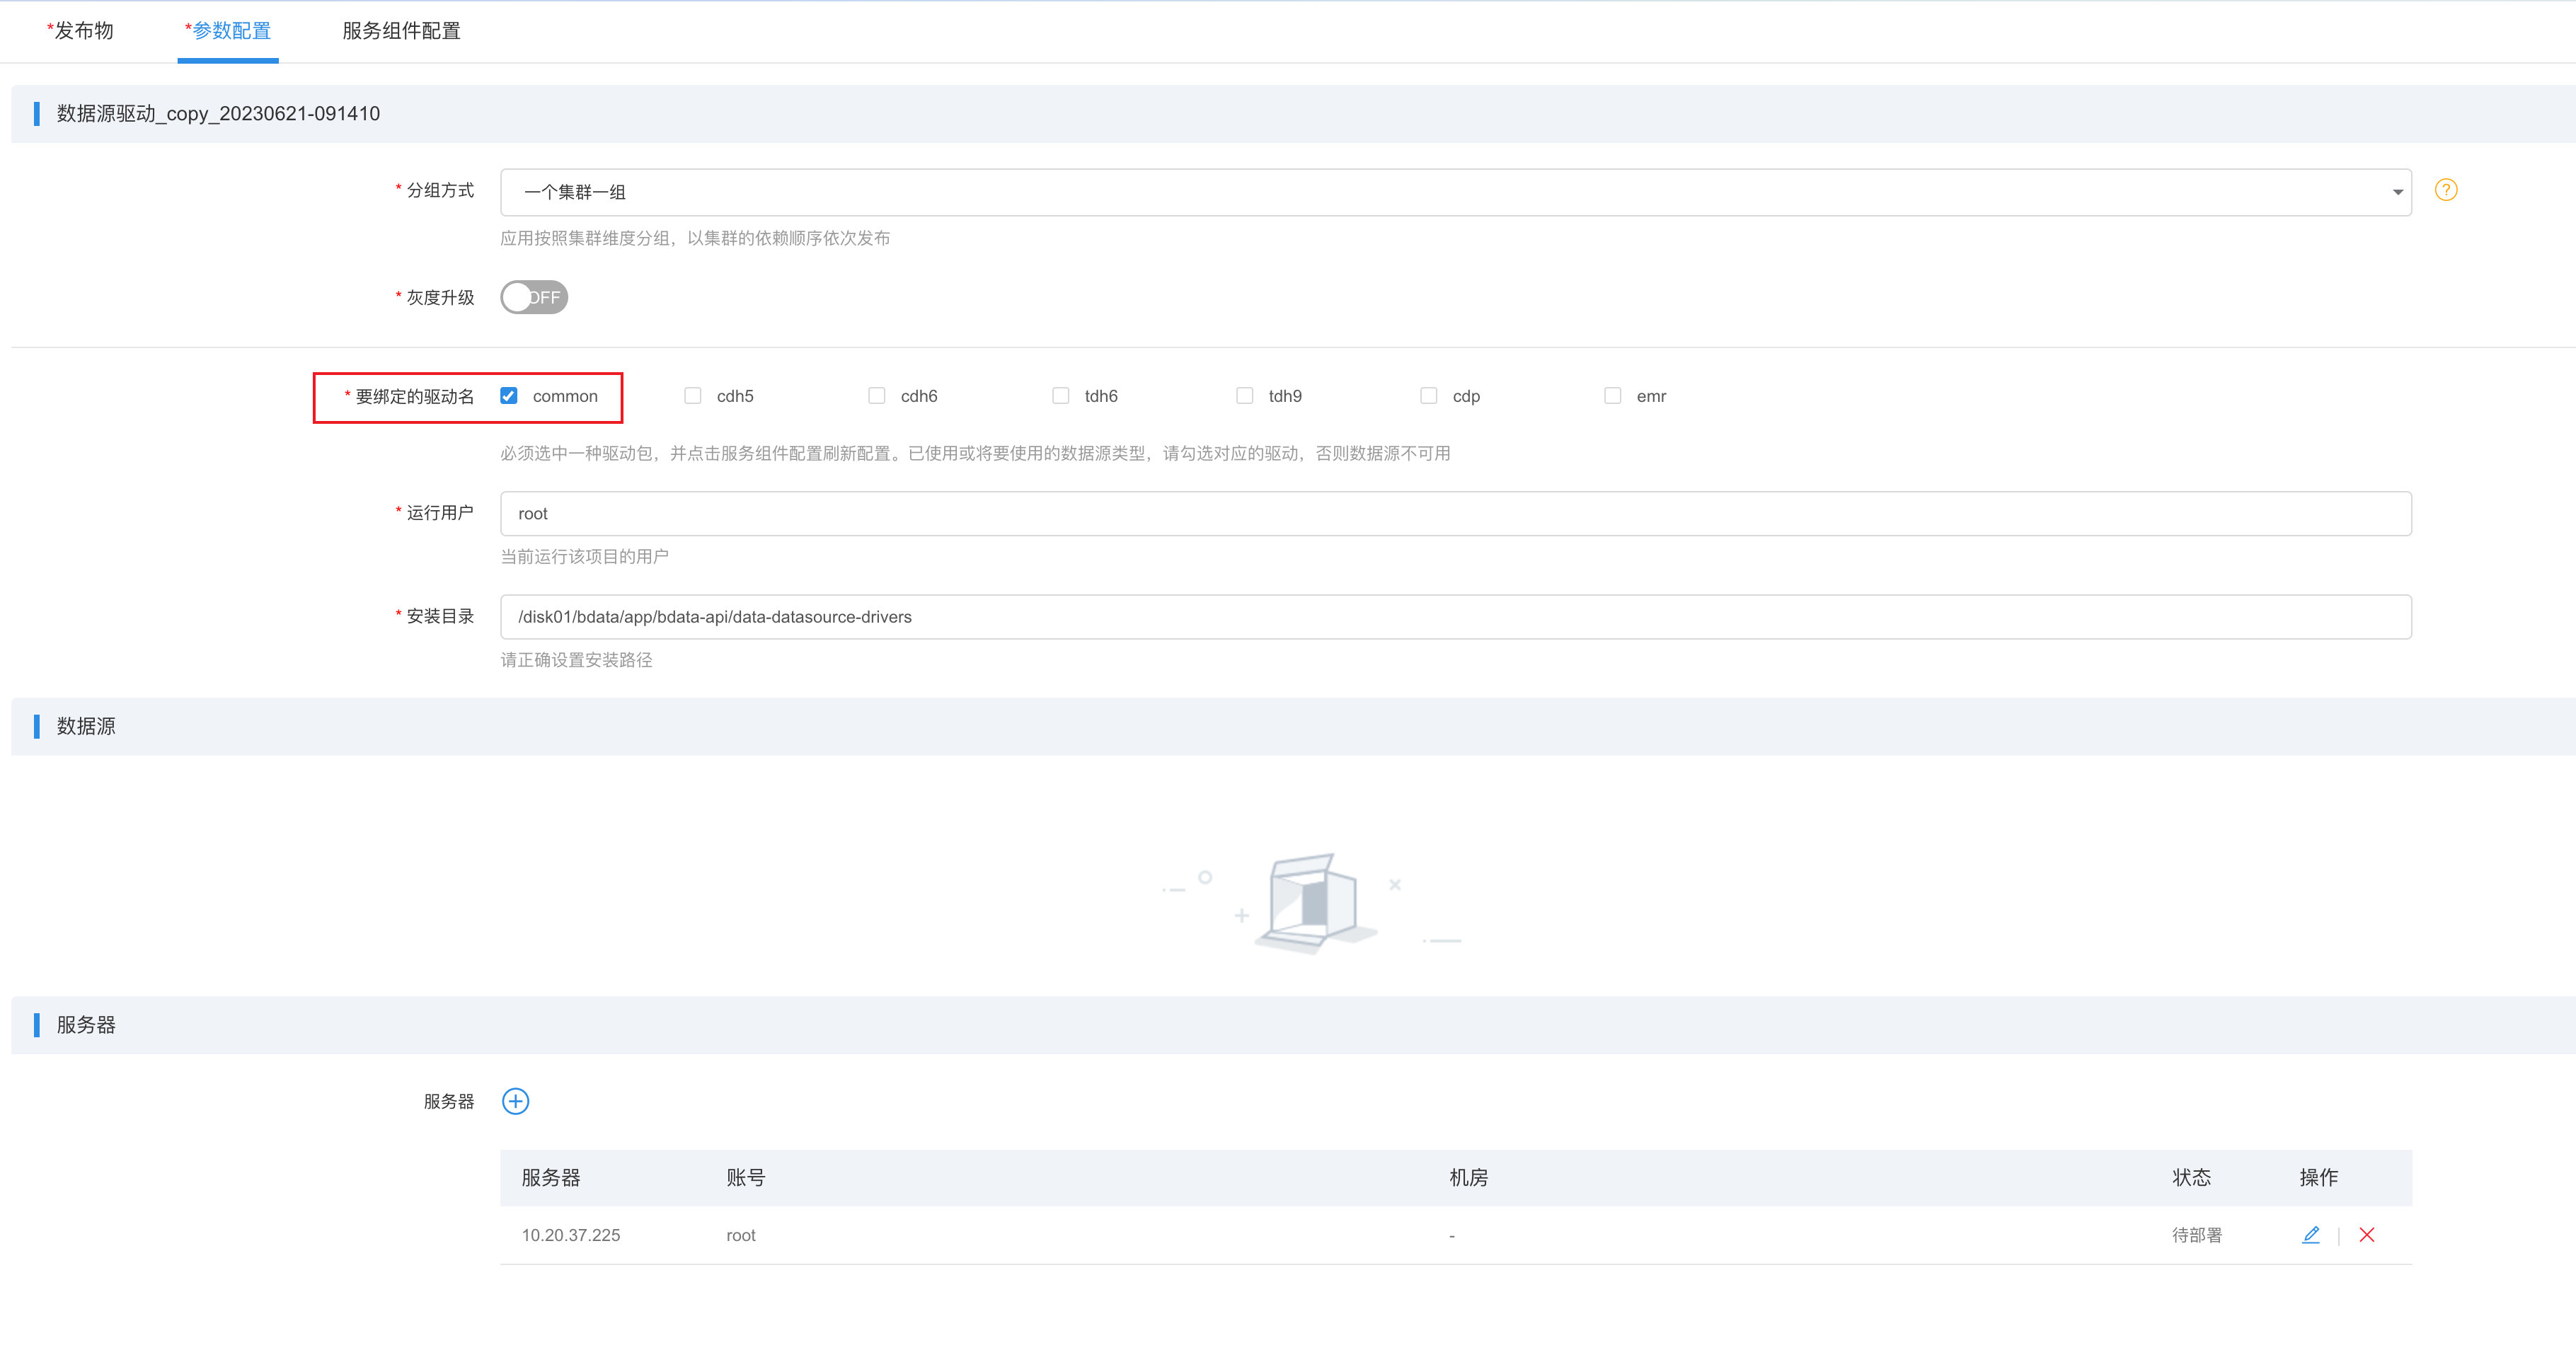 *发布物 *参数配置 服务组件配置
数据源驱动_copy_20230621-091410
* 分组方式 一个集群一组 ?
应用按照集群维度分组，以集群的依赖顺序依次发布
* 灰度升级 OFF
* 要绑定的驱动名 common cdh5 cdh6 tdh6 tdh9 cdp emr
必须选中一种驱动包，并点击服务组件配置刷新配置。已使用或将要使用的数据源类型，请勾选对应的驱动，否则数据源不可用
* 运行用户 root
当前运行该项目的用户
* 安装目录 /disk01/bdata/app/bdata-api/data-datasource-drivers
请正确设置安装路径
数据源
服务器
服务器
服务器 账号 机房 状态 操作
10.20.37.225 root - 待部署